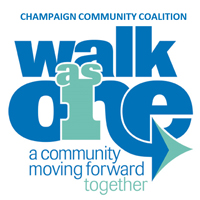 CHAMPAIGN COMMUNITY COALITION
walk
as
one
a community
moving forward
together